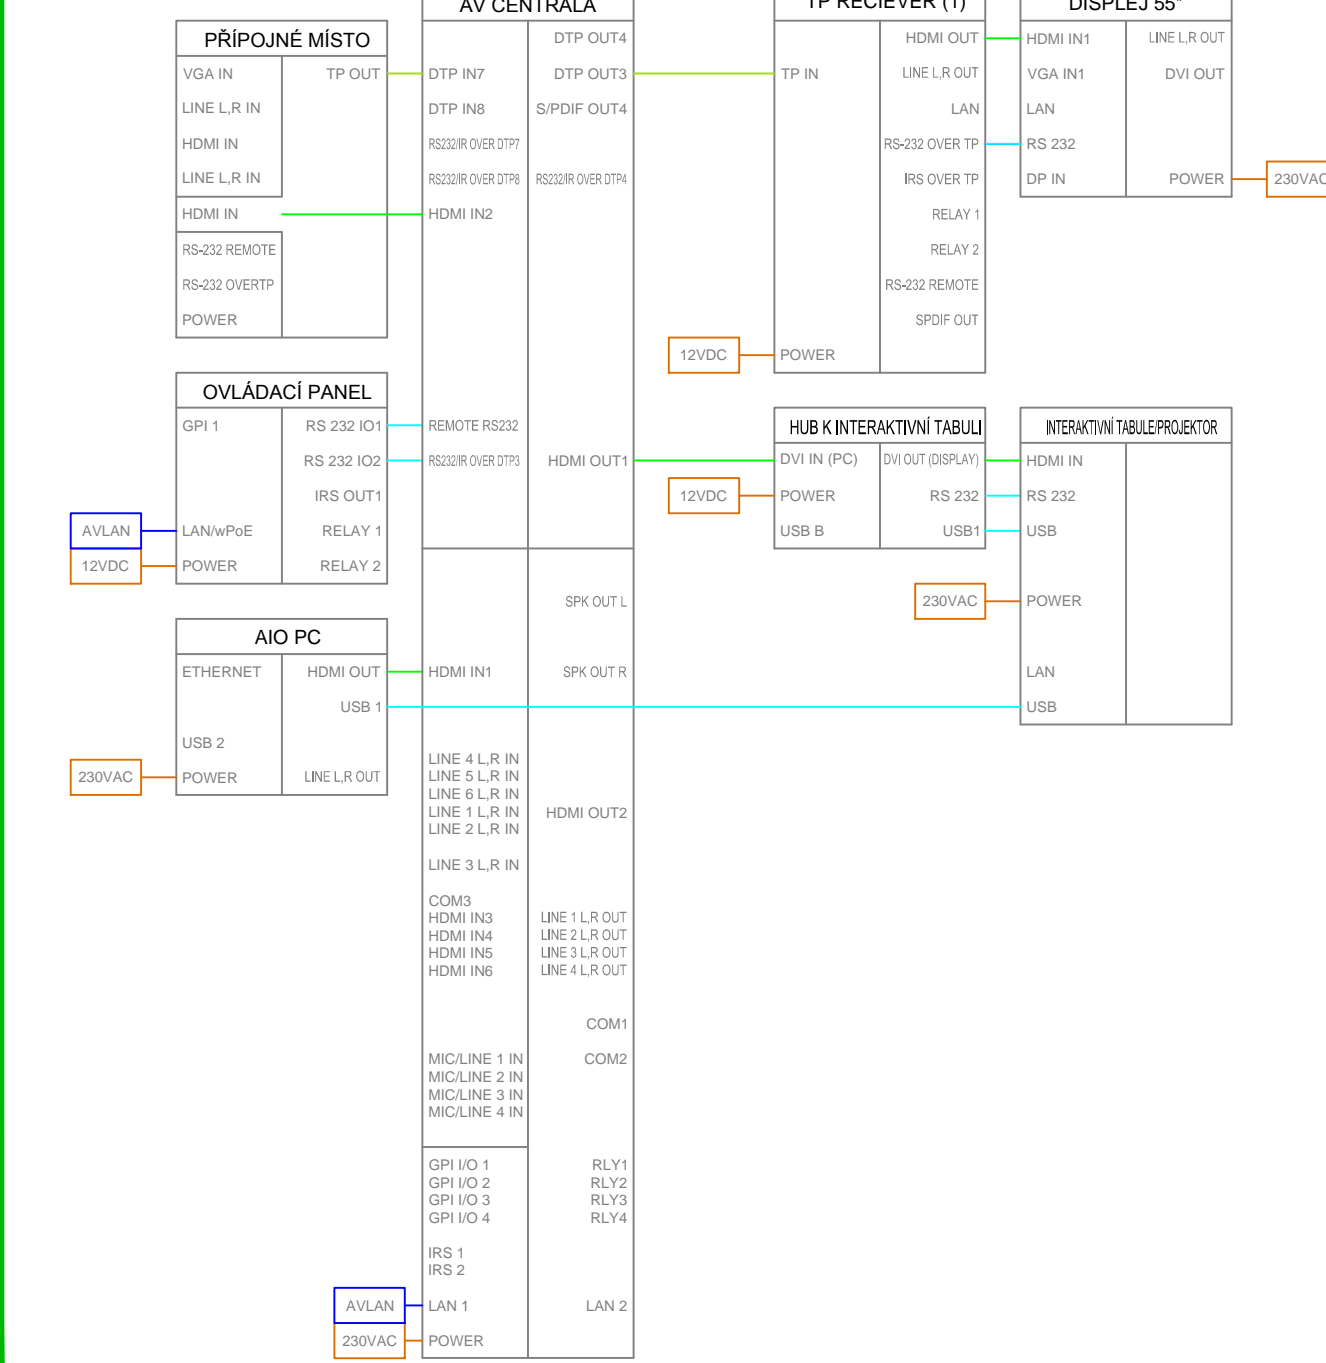 AV CENTRÁLA
TP RECIEVER (1)
DISPLEJ 55"
PŘÍPOJNÉ MÍSTO
VGA IN
TP OUT
LINE L,R IN
HDMI IN
LINE L,R IN
HDMI IN
RS-232 REMOTE
RS-232 OVERTP
POWER
DTP OUT4
DTP IN7
DTP OUT3
DTP IN8
S/PDIF OUT4
RS232/IR OVER DTP7
RS232/IR OVER DTP8
RS232/IR OVER DTP4
HDMI IN2
HDMI OUT
TP IN
LINE L,R OUT
LAN
RS-232 OVER TP
IRS OVER TP
RELAY 1
RELAY 2
RS-232 REMOTE
SPDIF OUT
12VDC
POWER
HDMI IN1
LINE L,R OUT
VGA IN1
DVI OUT
LAN
RS 232
DP IN
POWER
230VAC
OVLÁDACÍ PANEL
GPI 1
RS 232 IO1
RS 232 IO2
IRS OUT1
AVLAN
LAN/wPoE
RELAY 1
12VDC
POWER
RELAY 2
REMOTE RS232
RS232/IR OVER DTP3
HDMI OUT1
HUB K INTERAKTIVNÍ TABULI
DVI IN (PC)
DVI OUT (DISPLAY)
12VDC
POWER
RS 232
USB B
USB1
INTERAKTIVNÍ TABULE/PROJEKTOR
HDMI IN
RS 232
USB
230VAC
POWER
LAN
USB
AIO PC
ETHERNET
HDMI OUT
USB 1
USB 2
230VAC
POWER
LINE L,R OUT
SPK OUT L
HDMI IN1
SPK OUT R
LINE 4 L,R IN
LINE 5 L,R IN
LINE 6 L,R IN
LINE 1 L,R IN
HDMI OUT2
LINE 2 L,R IN
LINE 3 L,R IN
COM3
HDMI IN3
LINE 1 L,R OUT
HDMI IN4
LINE 2 L,R OUT
HDMI IN5
LINE 3 L,R OUT
HDMI IN6
LINE 4 L,R OUT
COM1
MIC/LINE 1 IN
COM2
MIC/LINE 2 IN
MIC/LINE 3 IN
MIC/LINE 4 IN
GPI I/O 1
RLY1
GPI I/O 2
RLY2
GPI I/O 3
RLY3
GPI I/O 4
RLY4
IRS 1
IRS 2
AVLAN
LAN 1
LAN 2
230VAC
POWER